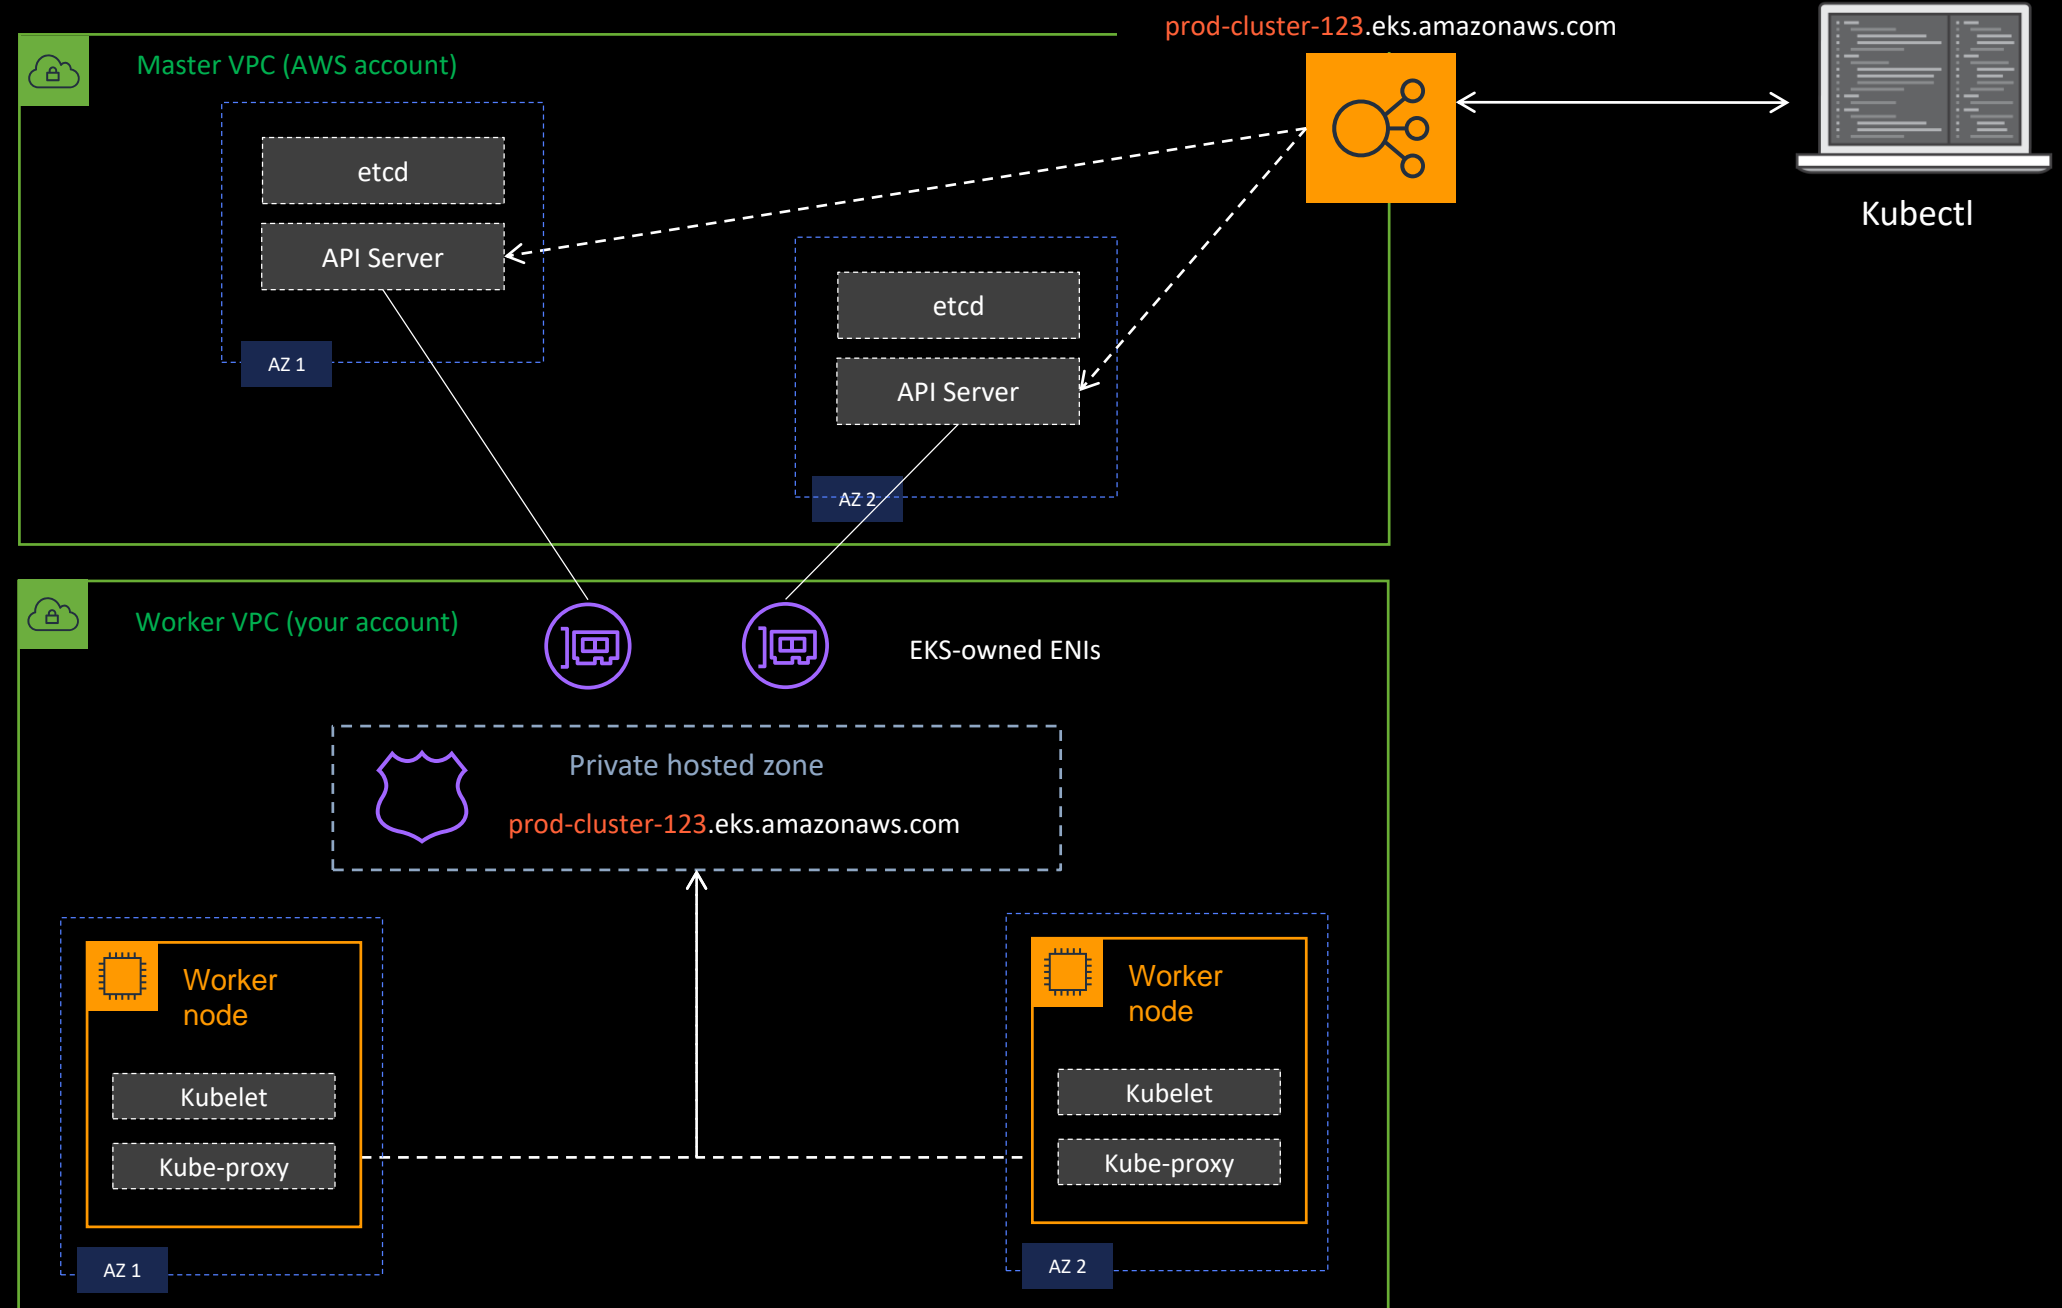 prod-cluster-123.eks.amazonaws.com
Master VPC (AWS account)
etcd
API Server
AZ 1
etcd
API Server
AZ 2
Kubectl
Worker VPC (your account)
EKS-owned ENIs
Private hosted zone
prod-cluster-123.eks.amazonaws.com
Worker
node
Kubelet
Kube-proxy
AZ 1
Worker
node
Kubelet
Kube-proxy
AZ 2